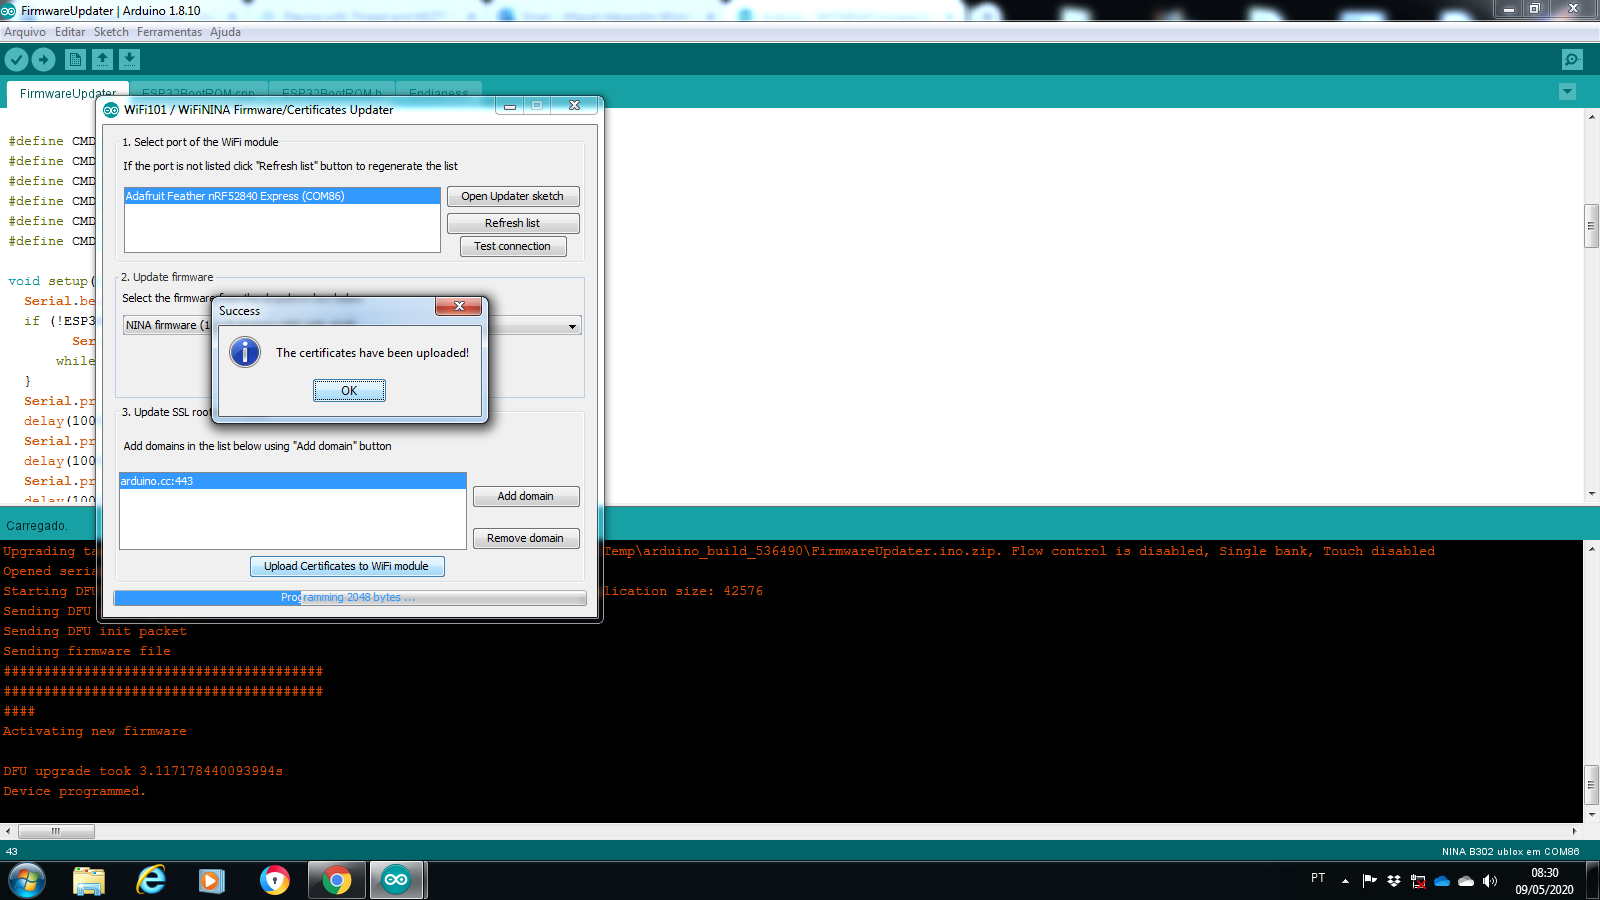 FirmwareUpdater | Arduino 1.8.10
Arquivo Editar Sketch Ferramentas Ajuda
FirmwareUpdater ESP32BootROM.cpp ESP32BootROM.h Endianess
WiFi101 / WiFiNINA Firmware/Certificates Updater
1. Select port of the WiFi module
If the port is not listed click "Refresh list" button to regenerate the list
Adafruit Feather nRF52840 Express (COM86)
Open Updater sketch
Refresh list
Test connection
#define CMD
#define CMD
#define CMD
#define CMD
#define CMD
#define CMD
void setup(
Serial.be
if (!ESP3
Ser
while
}
Serial.pr
delay(100
Serial.pr
delay(100
Serial.pr
delay(100
2. Update firmware
Select the firmware
NINA firmware (1
Success
The certificates have been uploaded!
OK
3. Update SSL root
Add domains in the list below using "Add domain" button
arduino.cc:443
Add domain
Remove domain
Upload Certificates to WiFi module
Programming 2048 bytes ...
Carregado.
Upgrading ta Temp\arduino_build_536490\FirmwareUpdater.ino.zip. Flow control is disabled, Single bank, Touch disabled
Opened seria
Starting DFU lication size: 42576
Sending DFU
Sending DFU init packet
Sending firmware file
########################################
########################################
####
Activating new firmware
DFU upgrade took 3.117178440093994s
Device programmed.
43
NINA B302 ublox em COM86
PT
08:30
09/05/2020